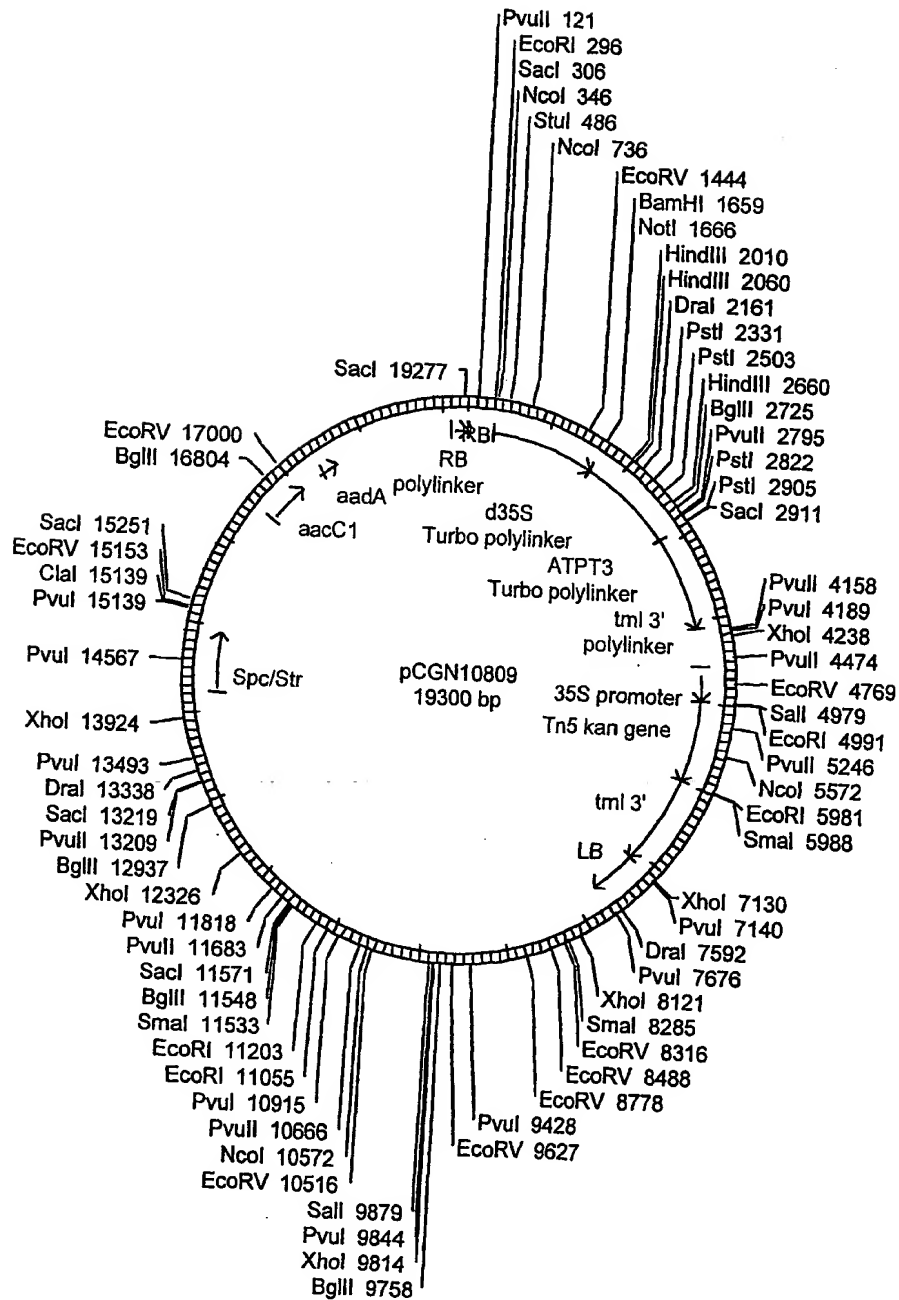 PvuII 121
EcoRI 296
SacI 306
NcoI 346
StuI 486
NcoI 736
EcoRV 1444
BamHI 1659
NotI 1666
HindIII 2010
HindIII 2060
DraI 2161
PstI 2331
PstI 2503
HindIII 2660
BglII 2725
PvuII 2795
PstI 2822
PstI 2905
SacI 2911
PvuII 4158
PvuI 4189
XhoI 4238
PvuII 4474
EcoRV 4769
SalI 4979
EcoRI 4991
PvuII 5246
NcoI 5572
EcoRI 5981
SmaI 5988
XhoI 7130
PvuI 7140
DraI 7592
PvuI 7676
XhoI 8121
SmaI 8285
EcoRV 8316
EcoRV 8488
EcoRV 8778
PvuI 9428
EcoRV 9627
BglII 9758
XhoI 9814
PvuI 9844
SalI 9879
EcoRV 10516
NcoI 10572
PvuII 10666
PvuI 10915
EcoRI 11055
EcoRI 11203
SmaI 11533
BglII 11548
SacI 11571
PvuII 11683
PvuI 11818
XhoI 12326
BglII 12937
PvuII 13209
SacI 13219
DraI 13338
PvuI 13493
XhoI 13924
PvuI 14567
PvuI 15139
ClaI 15139
EcoRV 15153
SacI 15251
BglII 16804
EcoRV 17000
SacI 19277
RB
RB
polylinker
d35S
Turbo polylinker
ATPT3
Turbo polylinker
tml 3'
polylinker
35S promoter
Tn5 kan gene
tml 3'
LB
Spc/Str
aacC1
aadA
pCGN10809
19300 bp